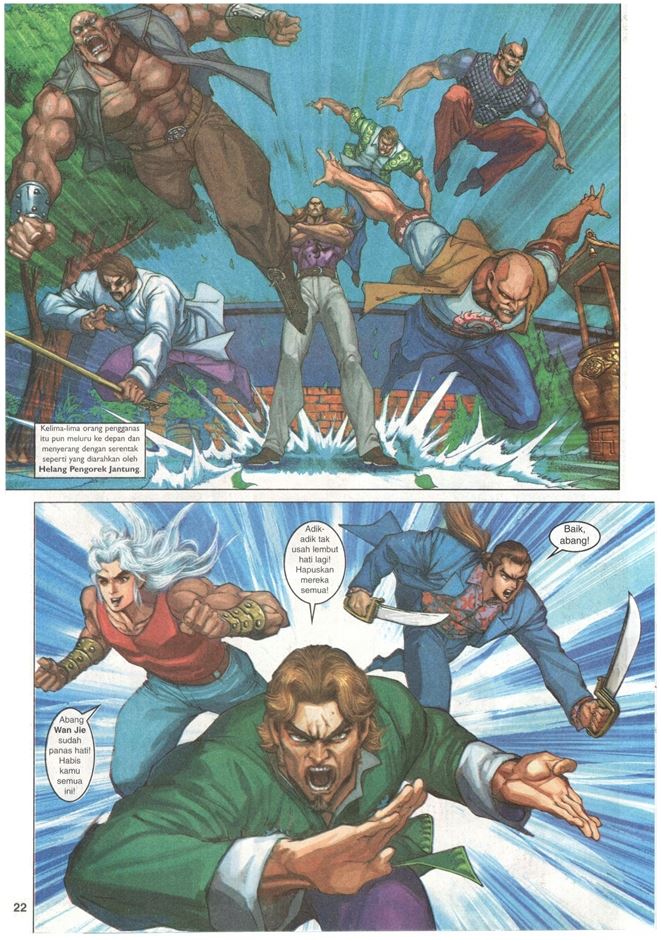 Kelima-lima orang pengganas
itu pun meluru ke depan dan
menyerang dengan serentak
seperti yang diarahkan oleh
Helang Pengorek Jantung.
Adik-
adik tak
usah lembut
hati lagi!
Hapuskan
mereka
semua!
Baik,
abang!
Abang
Wan Jie
sudah
panas hati!
Habis
kamu
semua
ini!
22